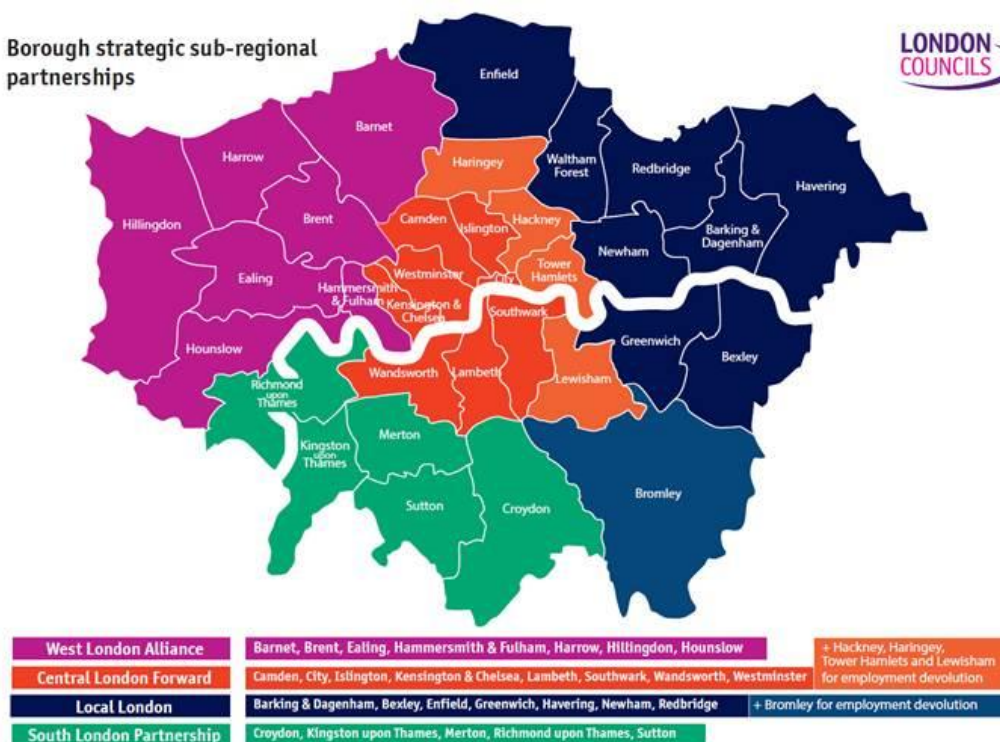 Borough strategic sub-regional
partnerships
LONDON
COUNCILS
Enfield
Barnet
Harrow
Haringey
Waltham
Forest
Redbridge
Havering
Hillingdon
Brent
Camden
Islington
Hackney
Barking &
Dagenham
Newham
Ealing
Westminster
Tower
Hamlets
City
Hammersmith
& Fulham
Kensington &
Chelsea
Southwark
Hounslow
Greenwich
Bexley
Wandsworth
Lambeth
Lewisham
Richmond
upon
Thames
Merton
Kingston
upon
Thames
Bromley
Sutton
Croydon
West London Alliance
Barnet, Brent, Ealing, Hammersmith & Fulham, Harrow, Hillingdon, Hounslow
+ Hackney, Haringey,
Tower Hamlets and Lewisham
for employment devolution
Central London Forward
Camden, City, Islington, Kensington & Chelsea, Lambeth, Southwark, Wandsworth, Westminster
Local London
Barking & Dagenham, Bexley, Enfield, Greenwich, Havering, Newham, Redbridge
+ Bromley for employment devolution
South London Partnership
Croydon, Kingston upon Thames, Merton, Richmond upon Thames, Sutton